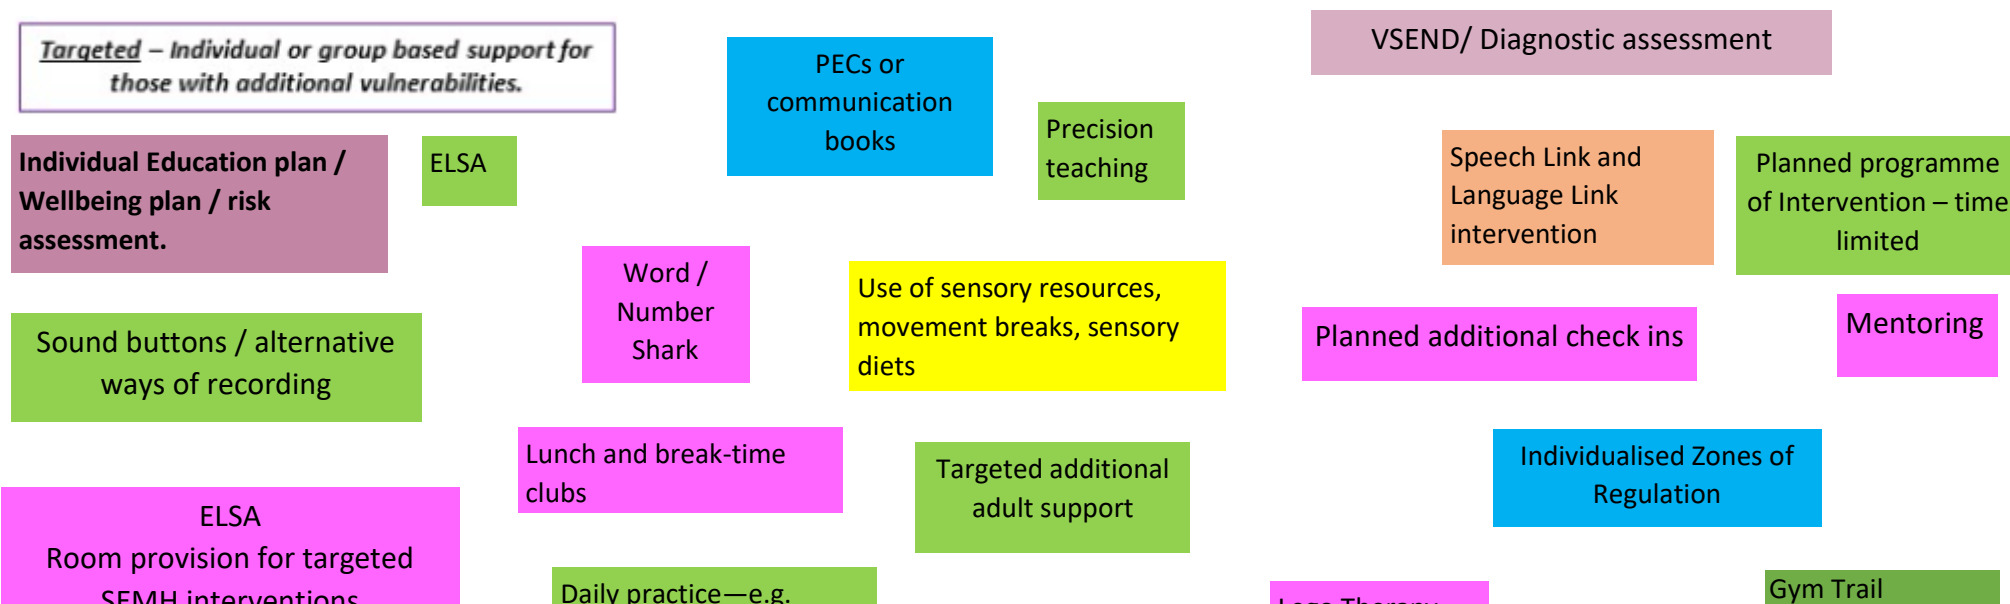 Targeted – Individual or group based support for
those with additional vulnerabilities.
PECs or
communication
books
VSEND/ Diagnostic assessment
Individual Education plan /
Wellbeing plan / risk
assessment.
ELSA
Precision
teaching
Speech Link and
Language Link
intervention
Planned programme
of Intervention – time
limited
Word /
Number
Shark
Use of sensory resources,
movement breaks, sensory
diets
Sound buttons / alternative
ways of recording
Planned additional check ins
Mentoring
Lunch and break-time
clubs
Targeted additional
adult support
Individualised Zones of
Regulation
ELSA
Room provision for targeted
SEMH interventions
Daily practice—e.g.
Lego Therapy
Gym Trail